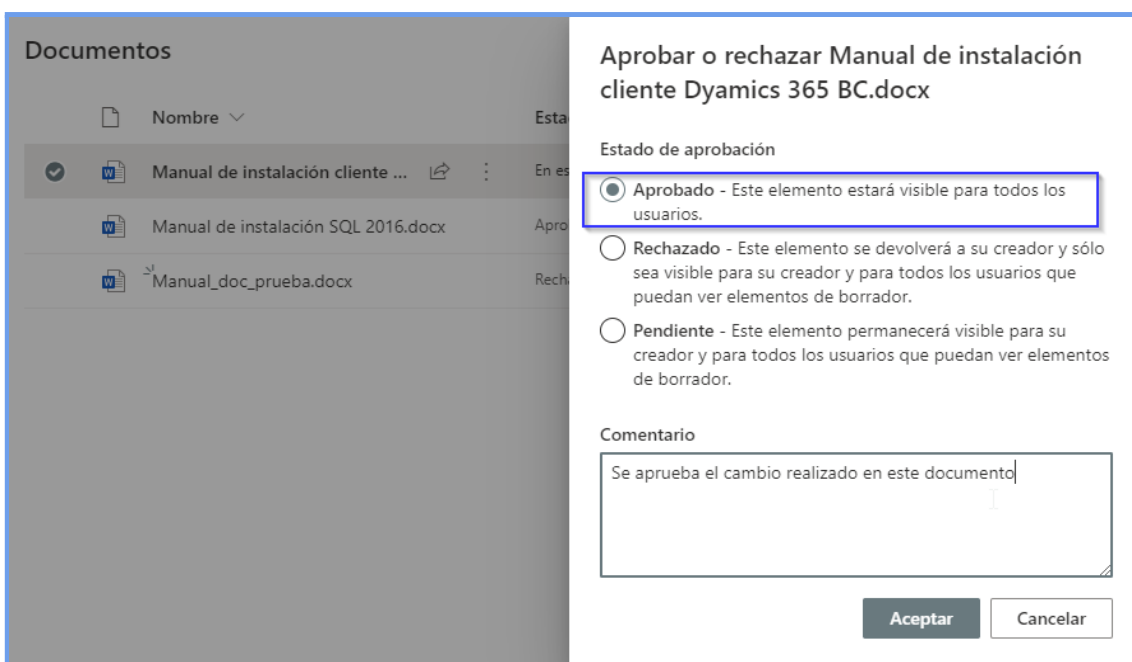 Documentos
Nombre
Esta
Manual de instalación cliente ...
En es
Manual de instalación SQL 2016.docx
Apro
Manual_doc_prueba.docx
Rech
Aprobar o rechazar Manual de instalación
cliente Dyamics 365 BC.docx
Estado de aprobación
Aprobado - Este elemento estará visible para todos los
usuarios.
Rechazado - Este elemento se devolverá a su creador y sólo
sea visible para su creador y para todos los usuarios que
puedan ver elementos de borrador.
Pendiente - Este elemento permanecerá visible para su
creador y para todos los usuarios que puedan ver elementos
de borrador.
Comentario
Se aprueba el cambio realizado en este documento
Aceptar
Cancelar